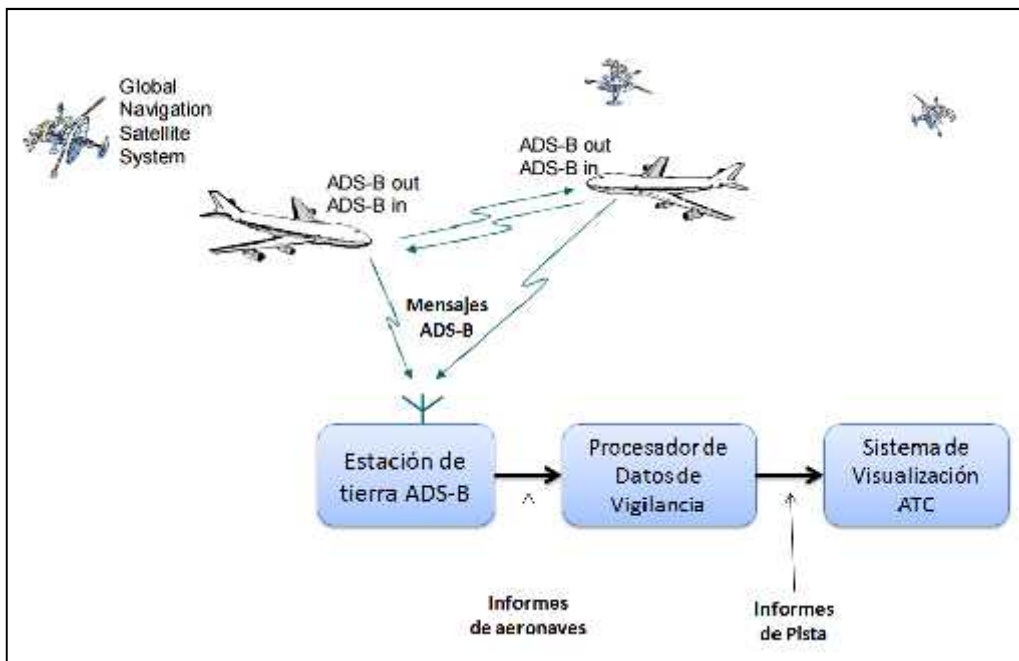 Global
Navigation
Satellite
System
ADS-B out
ADS-B in
ADS-B out
ADS-B in
Mensajes
ADS-B
Estación de
tierra ADS-B
Procesador de
Datos de
Vigilancia
Sistema de
Visualización
ATC
Informes
de aeronaves
Informes
de Pista